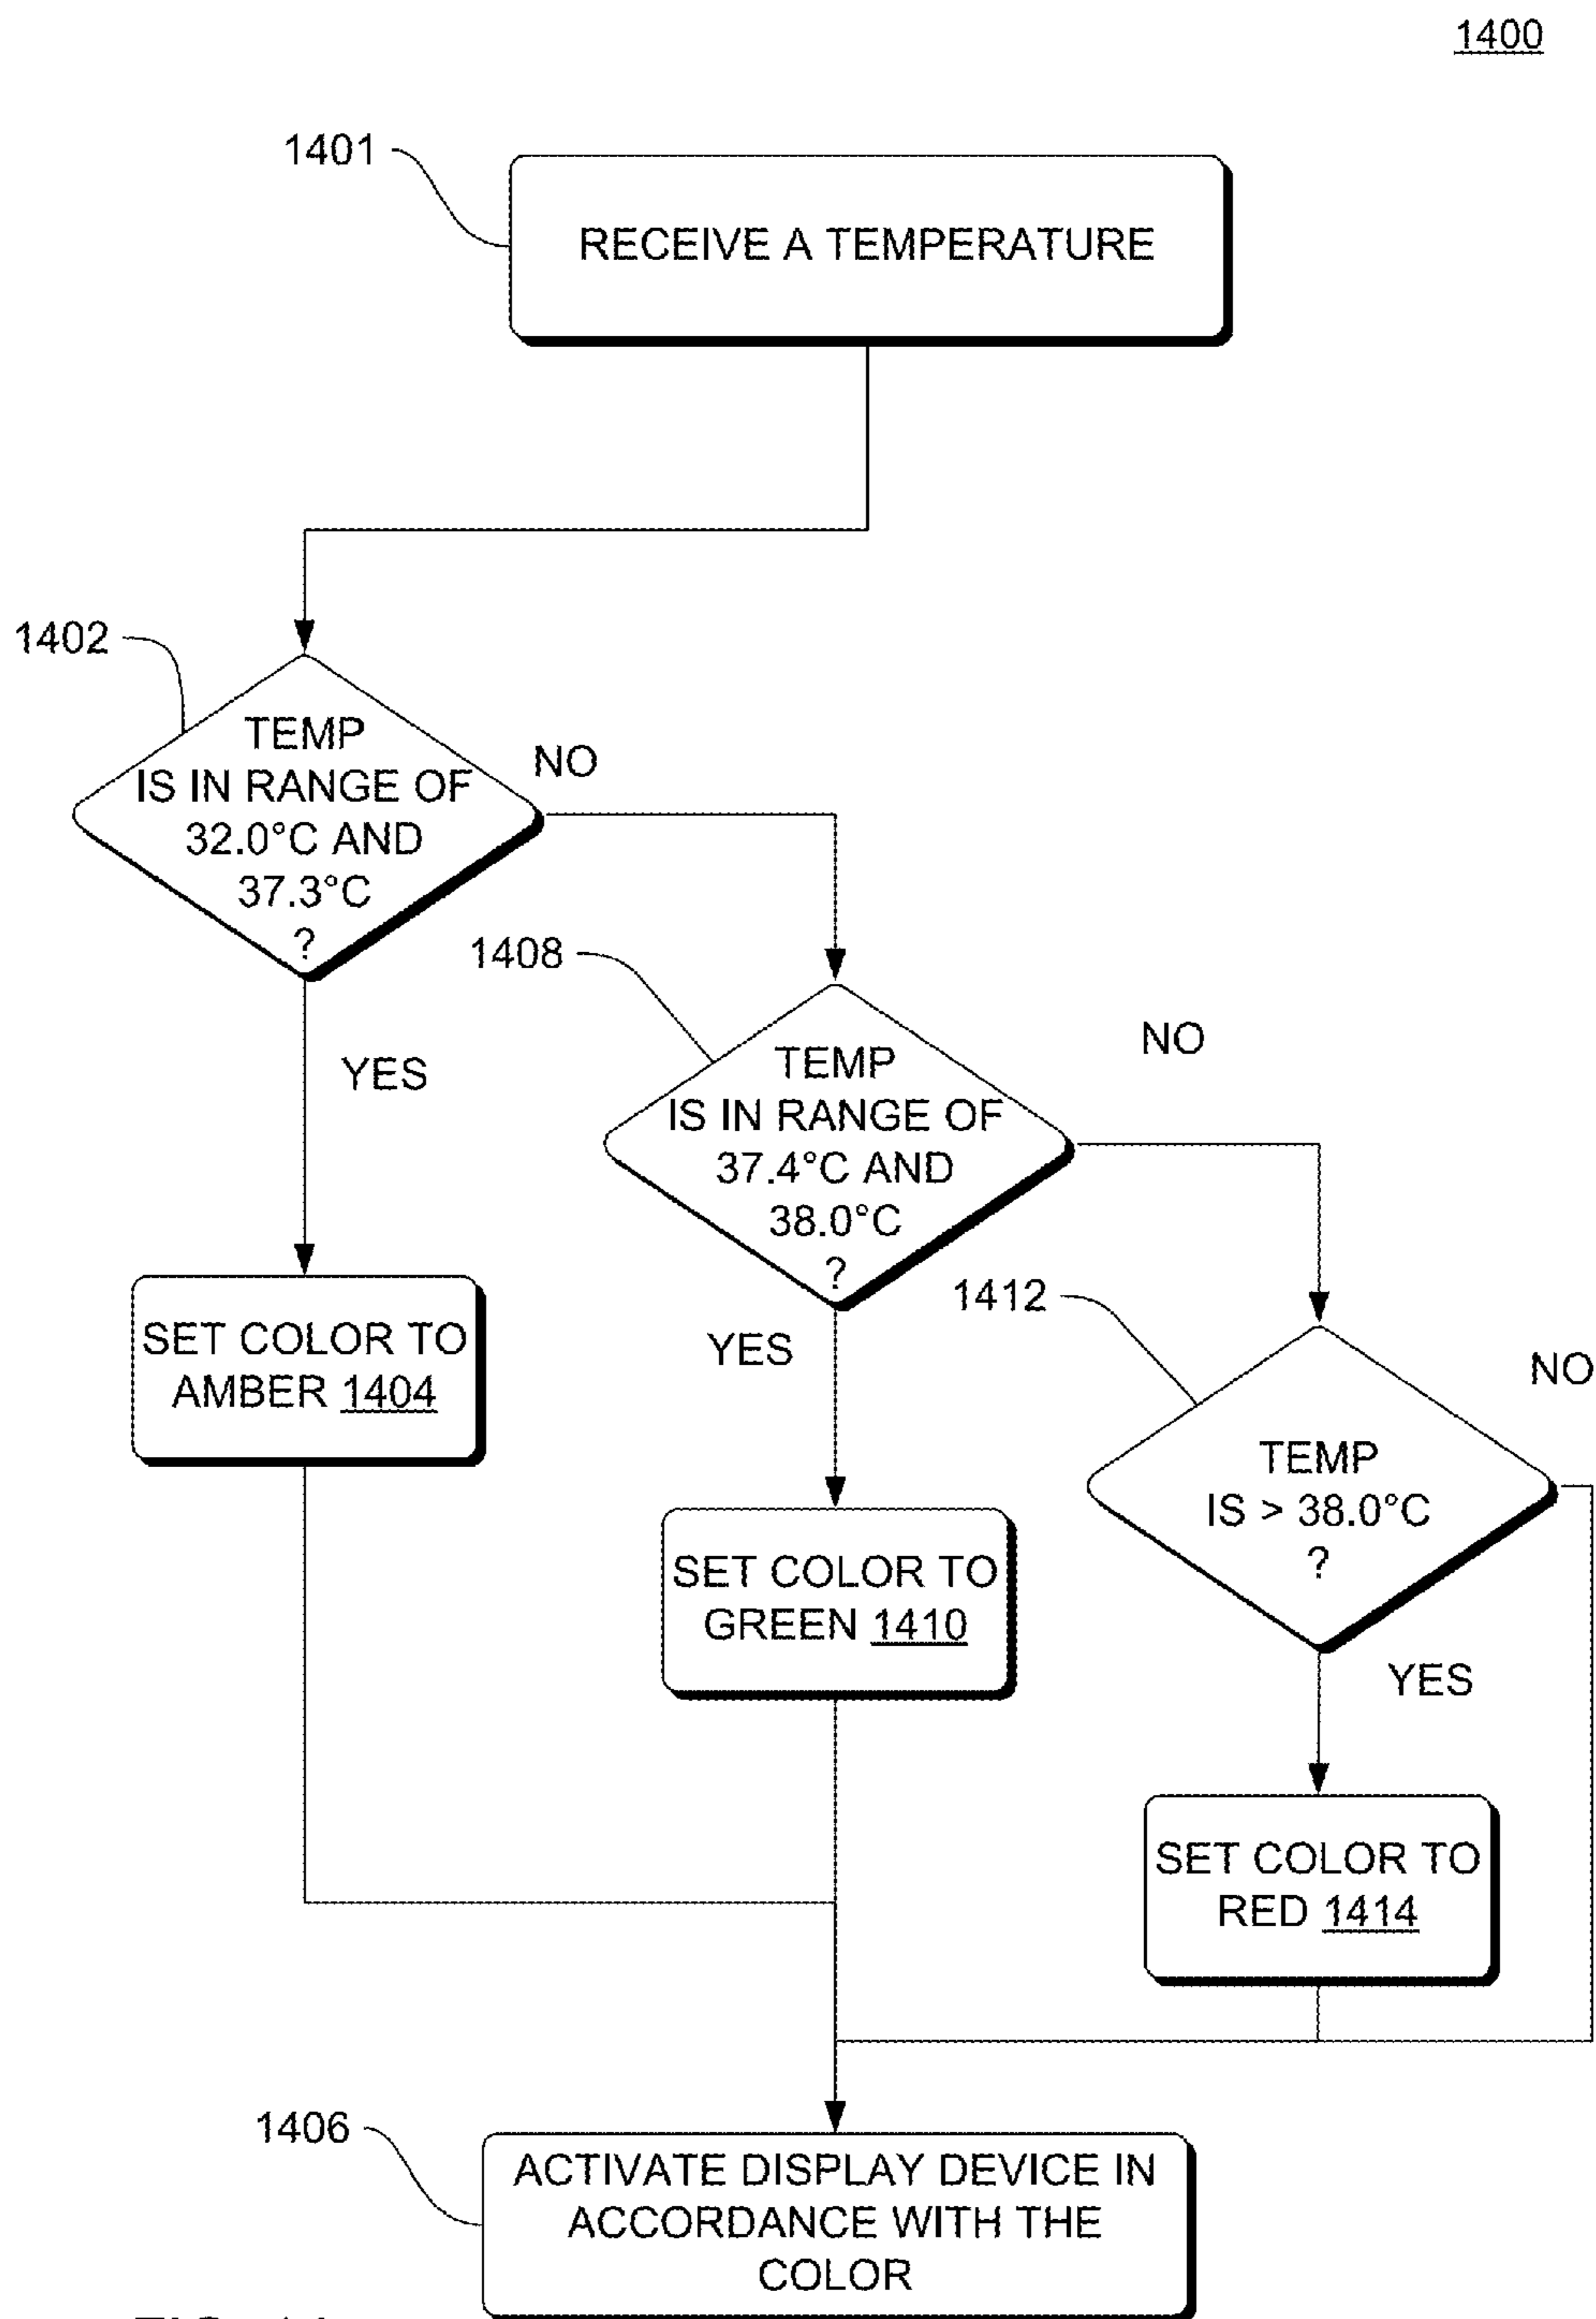 1400
1401
RECEIVE A TEMPERATURE
1402
TEMP
IS IN RANGE OF
32.0°C AND
37.3°C
?
NO
YES
1408
TEMP
IS IN RANGE OF
37.4°C AND
38.0°C
?
NO
YES
SET COLOR TO
AMBER 1404
1412
TEMP
IS > 38.0°C
?
NO
YES
SET COLOR TO
GREEN 1410
SET COLOR TO
RED 1414
1406
ACTIVATE DISPLAY DEVICE IN
ACCORDANCE WITH THE
COLOR